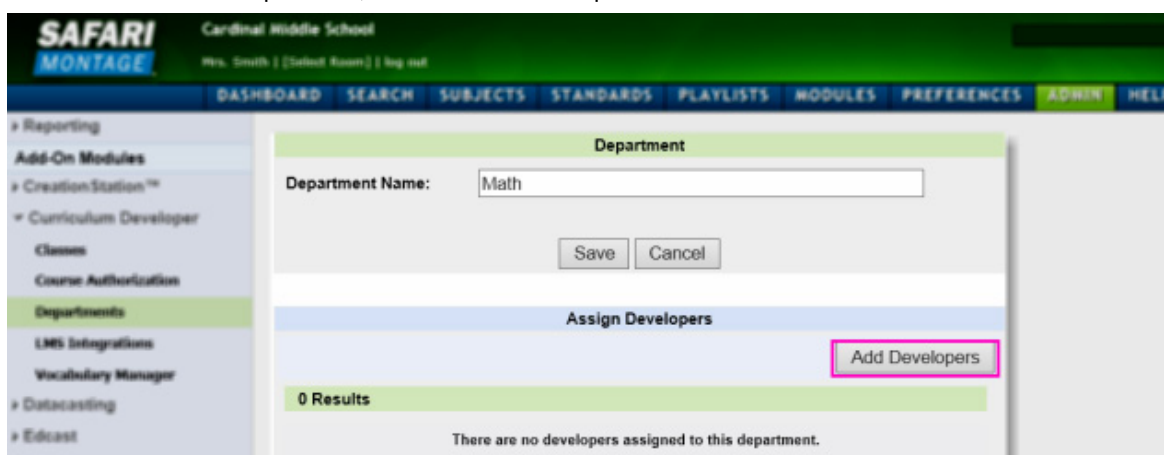 SAFARI
MONTAGE
Cardinal Middle School
Mrs. Smith | [Select Room] | log out
DASHBOARD SEARCH SUBJECTS STANDARDS PLAYLISTS MODULES PREFERENCES ADMIN HEL
Reporting
Add-On Modules
CreationStation™
Curriculum Developer
Classes
Course Authorization
Departments
LMS Integrations
Vocabulary Manager
Datacasting
Edcast
Department
Department Name: Math
Save Cancel
Assign Developers
Add Developers
0 Results
There are no developers assigned to this department.